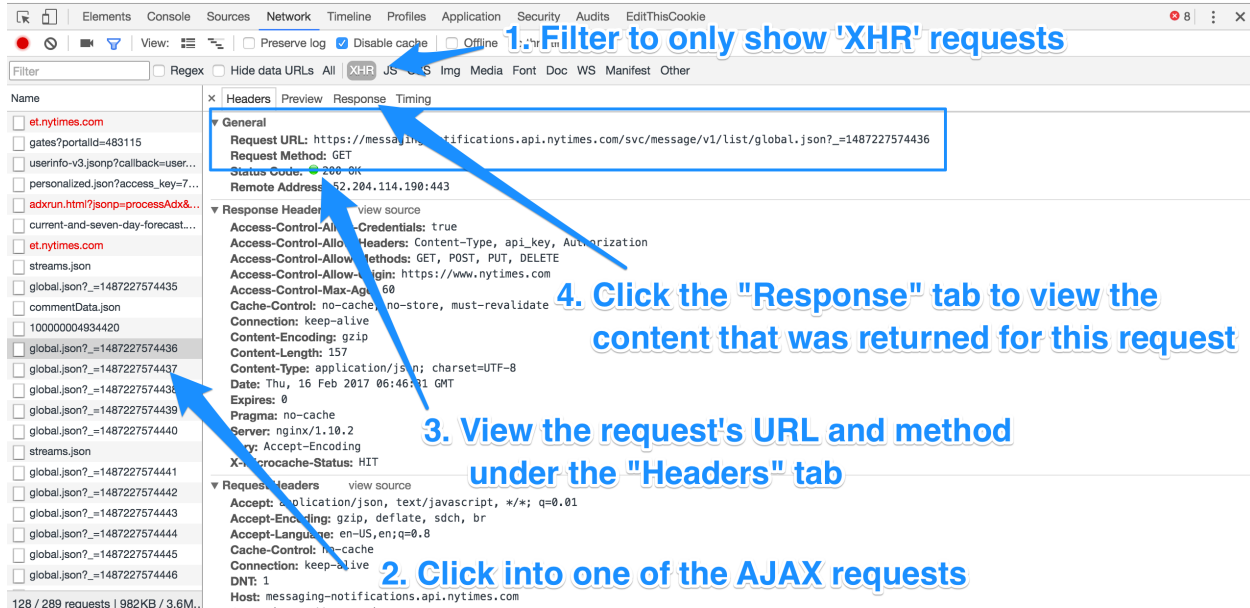 Elements Console Sources Network Timeline Profiles Application Security Audits EditThisCookie 8
View: Preserve log Disable cache Offline
1. Filter to only show 'XHR' requests
Filter Regex Hide data URLs All XHR JS Img Media Font Doc WS Manifest Other
Name
et.nytimes.com
gates?portalId=483115
userinfo-v3.jsonp?callback=user...
personalized.json?access_key=7...
adxrun.html?jsonp=processAdx&...
current-and-seven-day-forecast....
et.nytimes.com
streams.json
global.json?_=1487227574435
commentData.json
100000004934420
global.json?_=1487227574436
global.json?_=1487227574437
global.json?_=1487227574438
global.json?_=1487227574439
global.json?_=1487227574440
streams.json
global.json?_=1487227574441
global.json?_=1487227574442
global.json?_=1487227574443
global.json?_=1487227574444
global.json?_=1487227574445
global.json?_=1487227574446
128 / 289 requests | 982KB / 3.6M...
× Headers Preview Response Timing
General
Request URL: https://messaging-notifications.api.nytimes.com/svc/message/v1/list/global.json?_=1487227574436
Request Method: GET
Status Code: 200 OK
Remote Address: 52.204.114.190:443
Response Headers view source
Access-Control-Allow-Credentials: true
Access-Control-Allow-Headers: Content-Type, api_key, Authorization
Access-Control-Allow-Methods: GET, POST, PUT, DELETE
Access-Control-Allow-Origin: https://www.nytimes.com
Access-Control-Max-Age: 60
Cache-Control: no-cache, no-store, must-revalidate
Connection: keep-alive
Content-Encoding: gzip
Content-Length: 157
Content-Type: application/json; charset=UTF-8
Date: Thu, 16 Feb 2017 06:46:31 GMT
Expires: 0
Pragma: no-cache
Server: nginx/1.10.2
Vary: Accept-Encoding
X-Microcache-Status: HIT
4. Click the "Response" tab to view the
content that was returned for this request
3. View the request's URL and method
under the "Headers" tab
Request Headers view source
Accept: application/json, text/javascript, */*; q=0.01
Accept-Encoding: gzip, deflate, sdch, br
Accept-Language: en-US,en;q=0.8
Cache-Control: no-cache
Connection: keep-alive
DNT: 1
Host: messaging-notifications.api.nytimes.com
2. Click into one of the AJAX requests